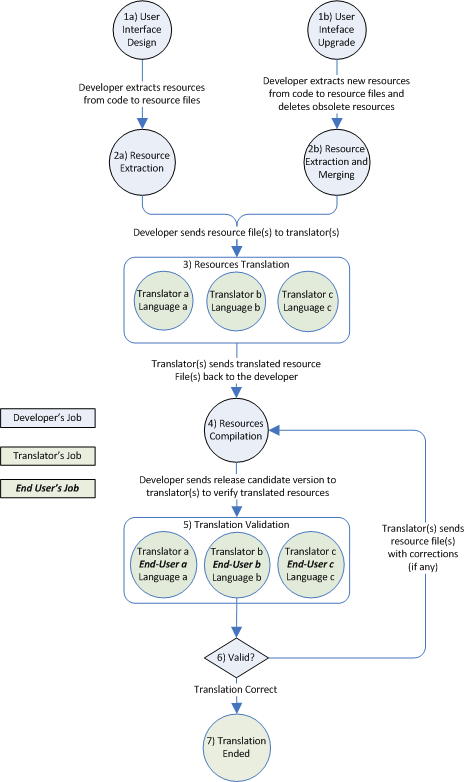 1a) User
Interface
Design
1b) User
Inteface
Upgrade
Developer extracts resources
from code to resource files
Developer extracts new resources
from code to resource files and
deletes obsolete resources
2a) Resource
Extraction
2b) Resource
Extraction and
Merging
Developer sends resource file(s) to translator(s)
3) Resources Translation
Translator a
Language a
Translator b
Language b
Translator c
Language c
Translator(s) sends translated resource
File(s) back to the developer
Developer's Job
Translator's Job
End User's Job
4) Resources
Compilation
Developer sends release candidate version to
translator(s) to verify translated resources
5) Translation Validation
Translator a
End-User a
Language a
Translator b
End-User b
Language b
Translator c
End-User c
Language c
Translator(s) sends
resource file(s)
with corrections
(if any)
6) Valid?
Translation Correct
7) Translation
Ended